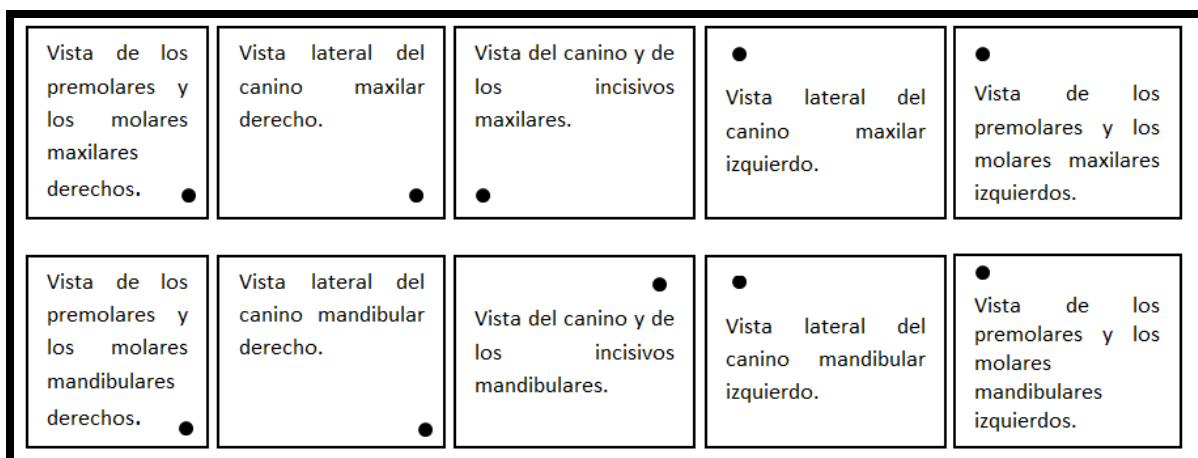 Vista de los
premolares y
los molares
maxilares
derechos.
Vista lateral del
canino maxilar
derecho.
Vista del canino y de
los incisivos
maxilares.
Vista lateral del
canino maxilar
izquierdo.
Vista de los
premolares y los
molares maxilares
izquierdos.
Vista de los
premolares y
los molares
mandibulares
derechos.
Vista lateral del
canino mandibular
derecho.
Vista del canino y de
los incisivos
mandibulares.
Vista lateral del
canino mandibular
izquierdo.
Vista de los
premolares y los
molares
mandibulares
izquierdos.